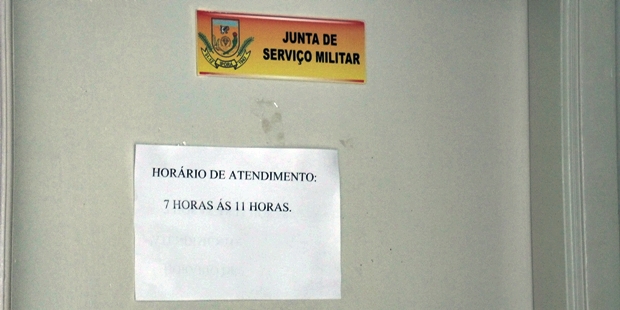 JUNTA DE
SERVIÇO MILITAR
HORÁRIO DE ATENDIMENTO:
7 HORAS ÁS 11 HORAS.